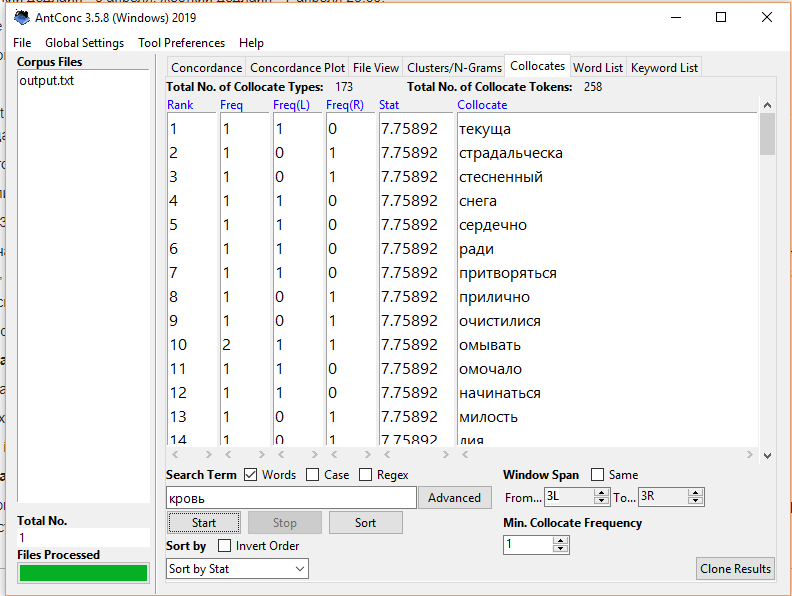 AntConc 3.5.8 (Windows) 2019
File Global Settings Tool Preferences Help
Corpus Files
output.txt
Concordance Concordance Plot File View Clusters/N-Grams Collocates Word List Keyword List
Total No. of Collocate Types: 173 Total No. of Collocate Tokens: 258
Rank Freq Freq(L) Freq(R) Stat Collocate
1 1 1 0 7.75892 текуща
2 1 0 1 7.75892 страдальческа
3 1 0 1 7.75892 стесненный
4 1 1 0 7.75892 снега
5 1 1 0 7.75892 сердечно
6 1 1 0 7.75892 ради
7 1 1 0 7.75892 притворяться
8 1 0 1 7.75892 прилично
9 1 0 1 7.75892 очистилися
10 2 1 1 7.75892 омывать
11 1 1 0 7.75892 омочало
12 1 1 0 7.75892 начинаться
13 1 0 1 7.75892 милость
14 1 0 1 7.75892
Search Term Words Case Regex
кровь Advanced
Start Stop Sort
Sort by Invert Order
Sort by Stat
Window Span Same
From... 3L To... 3R
Min. Collocate Frequency
1
Clone Results
Total No.
1
Files Processed